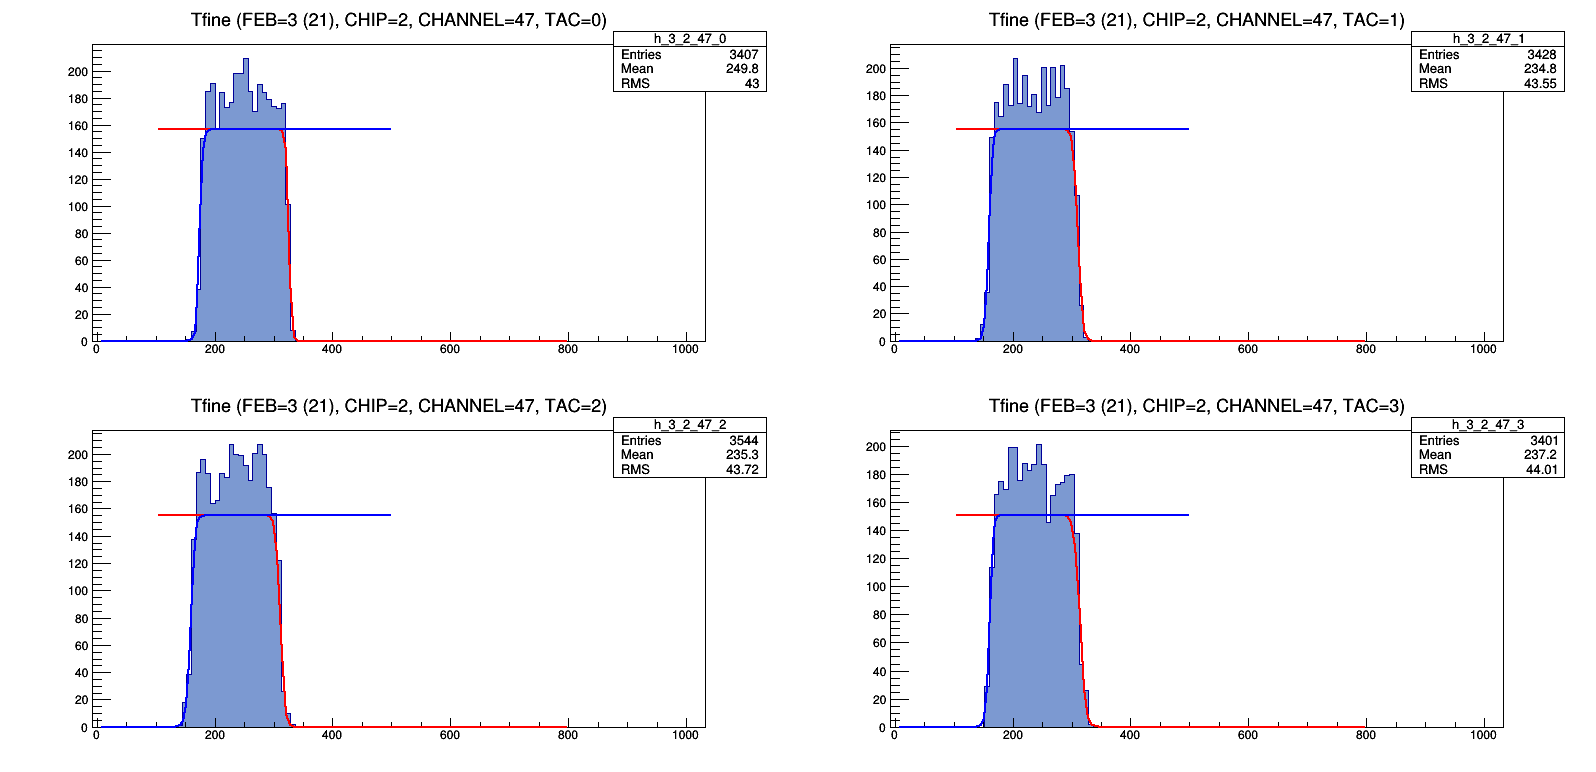 Tfine (FEB=3 (21), CHIP=2, CHANNEL=47, TAC=0)
h_3_2_47_0
Entries 3407
Mean 249.8
RMS 43
200
180
160
140
120
100
80
60
40
20
0
0 200 400 600 800 1000
Tfine (FEB=3 (21), CHIP=2, CHANNEL=47, TAC=1)
h_3_2_47_1
Entries 3428
Mean 234.8
RMS 43.55
200
180
160
140
120
100
80
60
40
20
0
0 200 400 600 800 1000
Tfine (FEB=3 (21), CHIP=2, CHANNEL=47, TAC=2)
h_3_2_47_2
Entries 3544
Mean 235.3
RMS 43.72
200
180
160
140
120
100
80
60
40
20
0
0 200 400 600 800 1000
Tfine (FEB=3 (21), CHIP=2, CHANNEL=47, TAC=3)
h_3_2_47_3
Entries 3401
Mean 237.2
RMS 44.01
200
180
160
140
120
100
80
60
40
20
0
0 200 400 600 800 1000